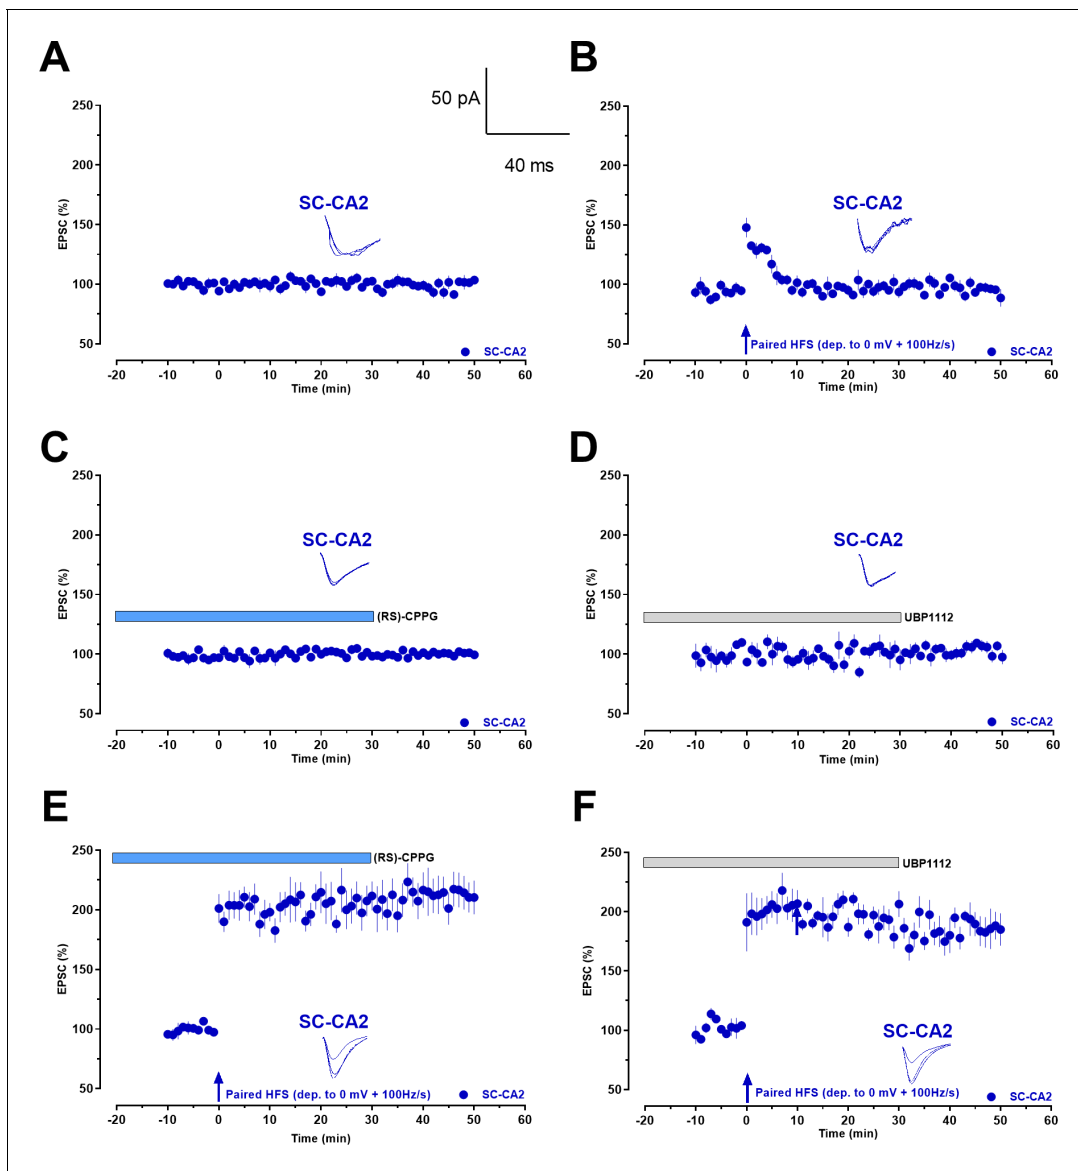 A
B
50 pA
40 ms
250
200
150
100
50
EPSC (%)
SC-CA2
SC-CA2
-20
-10
0
10
20
30
40
50
60
Time (min)
250
200
150
100
50
EPSC (%)
SC-CA2
Paired HFS (dep. to 0 mV + 100Hz/s)
SC-CA2
-20
-10
0
10
20
30
40
50
60
Time (min)
C
250
200
150
100
50
EPSC (%)
SC-CA2
(RS)-CPPG
SC-CA2
-20
-10
0
10
20
30
40
50
60
Time (min)
D
250
200
150
100
50
EPSC (%)
SC-CA2
UBP1112
SC-CA2
-20
-10
0
10
20
30
40
50
60
Time (min)
E
250
200
150
100
50
EPSC (%)
(RS)-CPPG
SC-CA2
Paired HFS (dep. to 0 mV + 100Hz/s)
SC-CA2
-20
-10
0
10
20
30
40
50
60
Time (min)
F
250
200
150
100
50
EPSC (%)
UBP1112
SC-CA2
Paired HFS (dep. to 0 mV + 100Hz/s)
SC-CA2
-20
-10
0
10
20
30
40
50
60
Time (min)